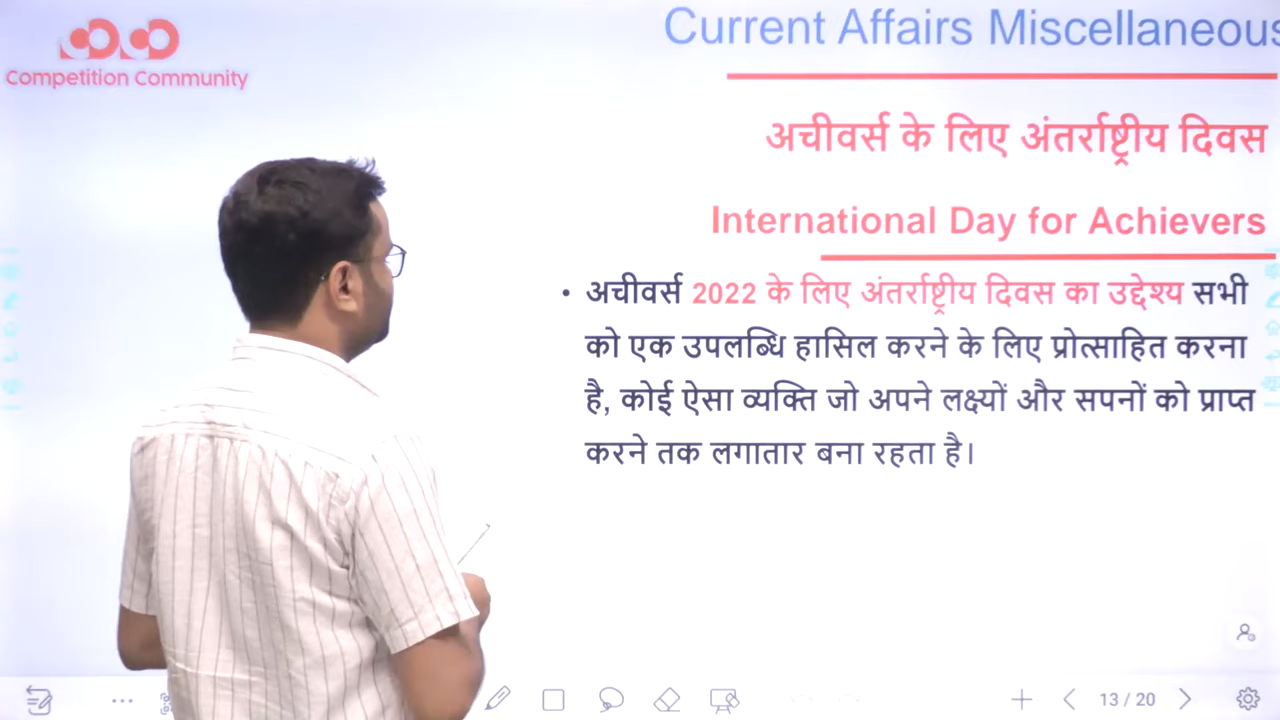 Competition Community
Current Affairs Miscellaneous
अचीवर्स के लिए अंतर्राष्ट्रीय दिवस
International Day for Achievers
• अचीवर्स 2022 के लिए अंतर्राष्ट्रीय दिवस का उद्देश्य सभी
को एक उपलब्धि हासिल करने के लिए प्रोत्साहित करना
है, कोई ऐसा व्यक्ति जो अपने लक्ष्यों और सपनों को प्राप्त
करने तक लगातार बना रहता है।
13 / 20